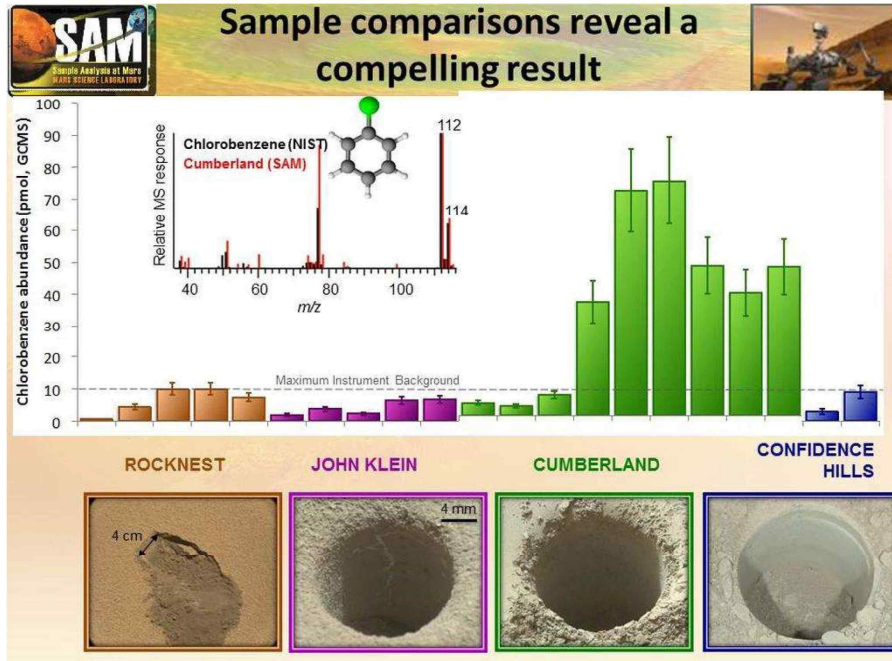 SAM
Sample Analysis at Mars
MARS SCIENCE LABORATORY
Sample comparisons reveal a
compelling result
Chlorobenzene abundance (pmol, GCMS)
100
90
80
70
60
50
40
30
20
10
0
Relative MS response
Chlorobenzene (NIST)
Cumberland (SAM)
112
114
40 60 80 100
m/z
Maximum Instrument Background
ROCKNEST
JOHN KLEIN
CUMBERLAND
CONFIDENCE
HILLS
4 cm
4 mm